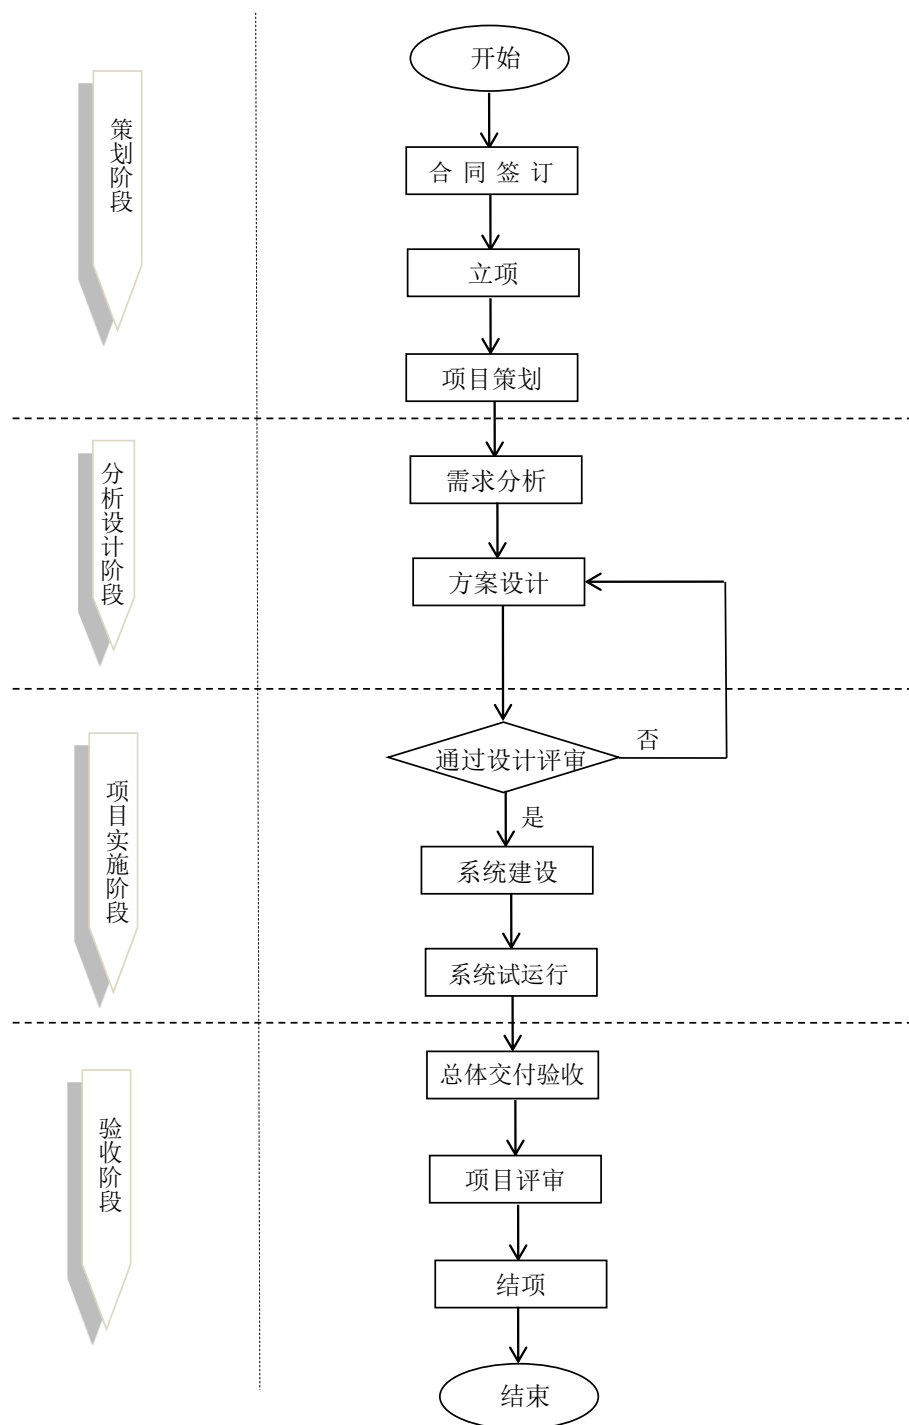 开始
策划阶段
合同签订
立项
项目策划
分析设计阶段
需求分析
方案设计
否
通过设计评审
是
项目实施阶段
系统建设
系统试运行
总体交付验收
验收阶段
项目评审
结项
结束